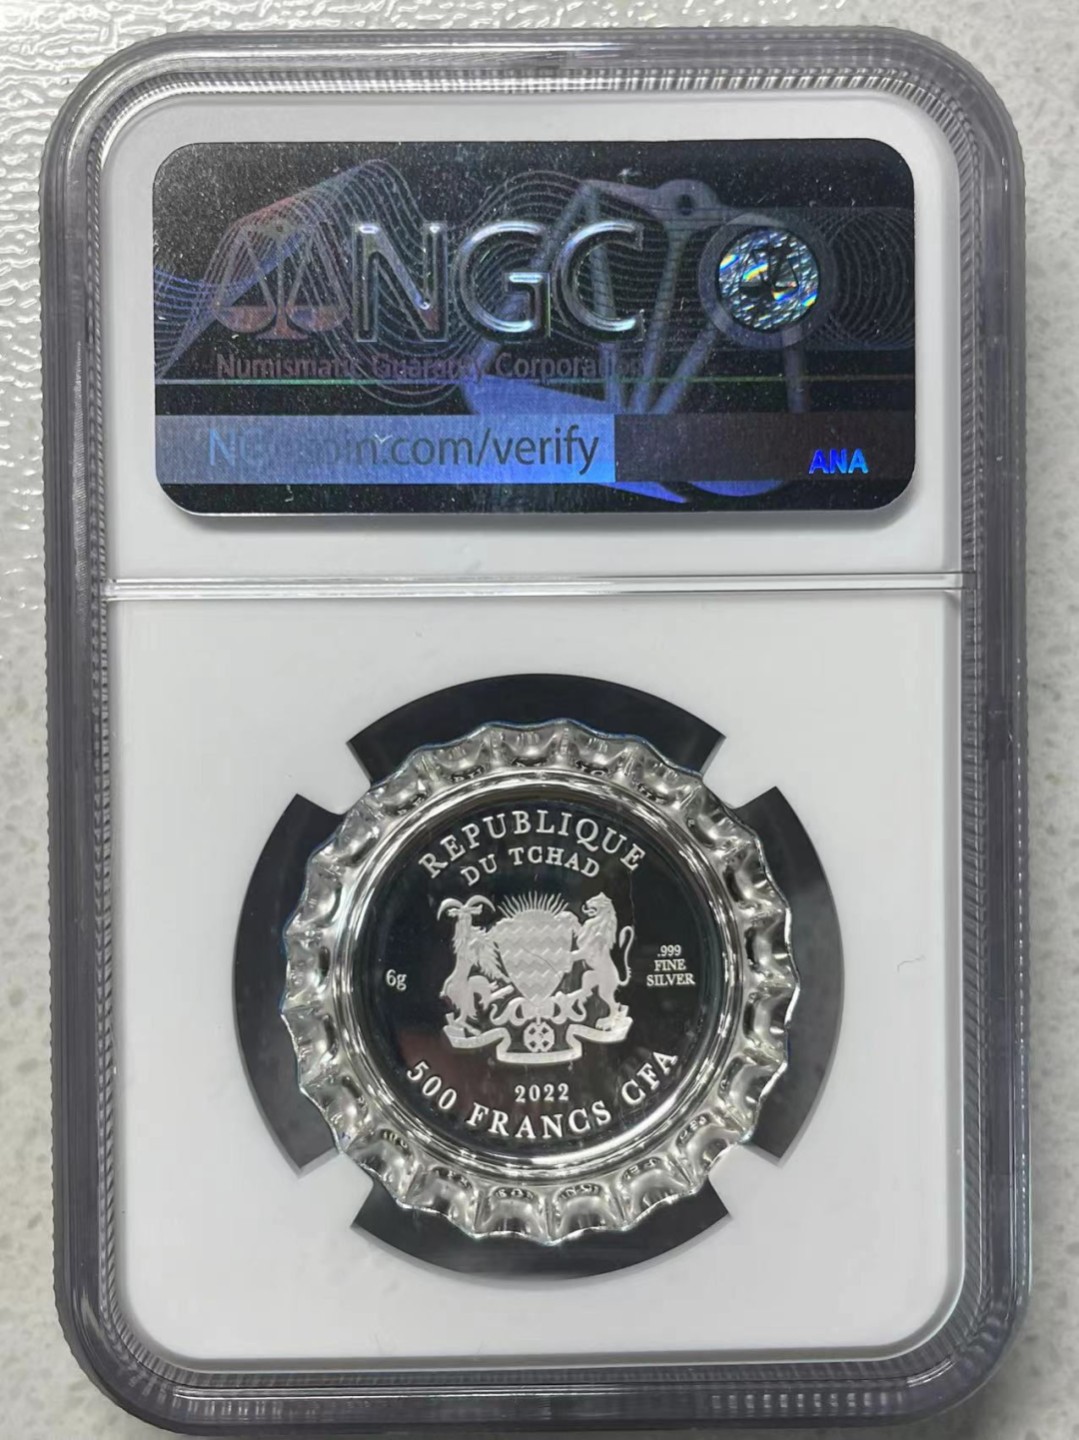 NGC
Numismatic Guaranty Corporation
NGCcoin.com/verify
ANA
REPUBLIQUE
DU TCHAD
6g
.999
FINE
SILVER
2022
500 FRANCS CFA